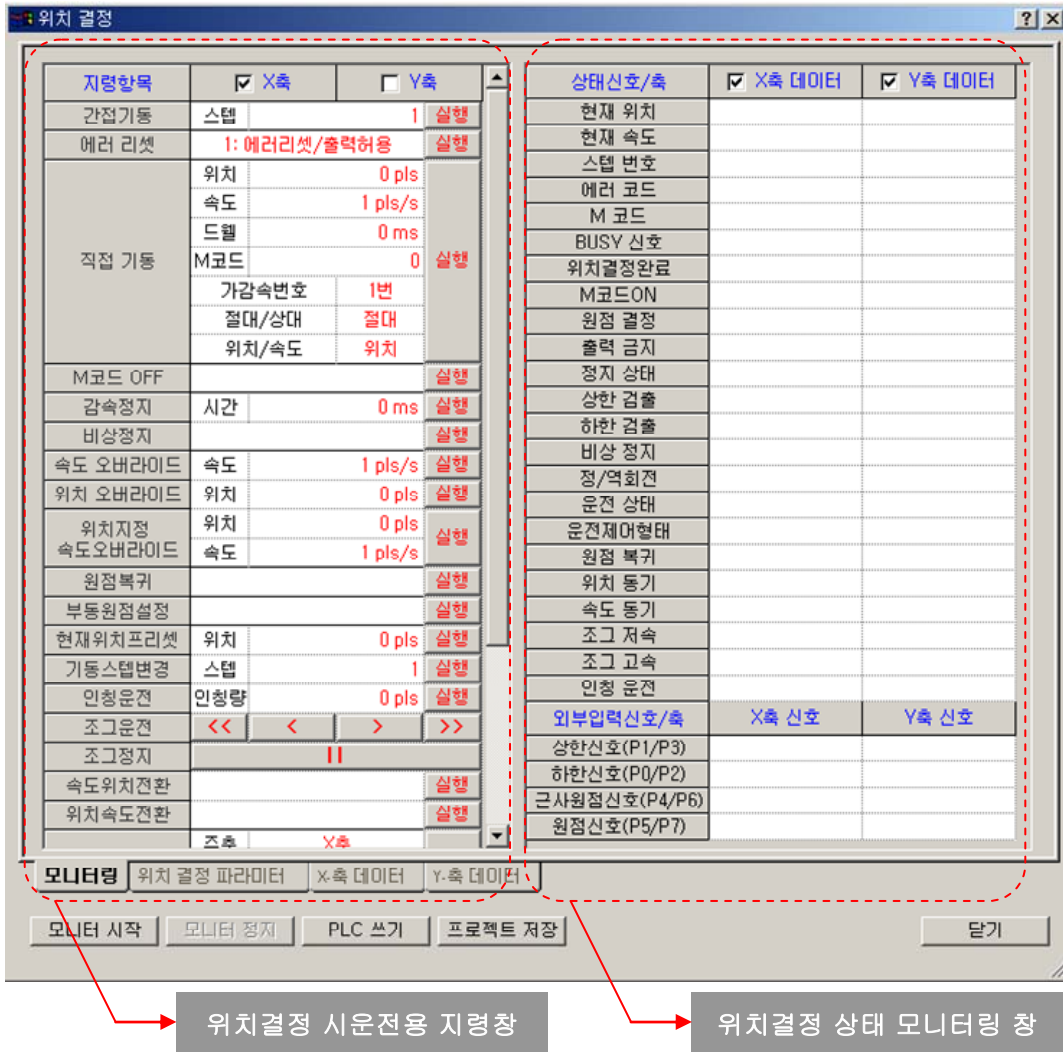 위치 결정
지령항목 X축 Y축
간접기동 스텝 1 실행
에러 리셋 1: 에러리셋/출력허용 실행
직접 기동 위치 0 pls 실행
속도 1 pls/s
드웰 0 ms
M코드 0
가감속번호 1번
절대/상대 절대
위치/속도 위치
M코드 OFF 실행
감속정지 시간 0 ms 실행
비상정지 실행
속도 오버라이드 속도 1 pls/s 실행
위치 오버라이드 위치 0 pls 실행
위치지정 속도오버라이드 위치 0 pls 실행
속도 1 pls/s
원점복귀 실행
부동원점설정 실행
현재위치프리셋 위치 0 pls 실행
기동스텝변경 스텝 1 실행
인칭운전 인칭량 0 pls 실행
조그운전 << < > >>
조그정지 II
속도위치전환 실행
위치속도전환 실행
주축 X축
상태신호/축 X축 데이터 Y축 데이터
현재 위치
현재 속도
스텝 번호
에러 코드
M 코드
BUSY 신호
위치결정완료
M코드ON
원점 결정
출력 금지
정지 상태
상한 검출
하한 검출
비상 정지
정/역회전
운전 상태
운전제어형태
원점 복귀
위치 동기
속도 동기
조그 저속
조그 고속
인칭 운전
외부입력신호/축 X축 신호 Y축 신호
상한신호(P1/P3)
하한신호(P0/P2)
근사원점신호(P4/P6)
원점신호(P5/P7)
모니터링 위치 결정 파라미터 X-축 데이터 Y-축 데이터
모니터 시작 모니터 정지 PLC 쓰기 프로젝트 저장 닫기
위치결정 시운전용 지령창
위치결정 상태 모니터링 창